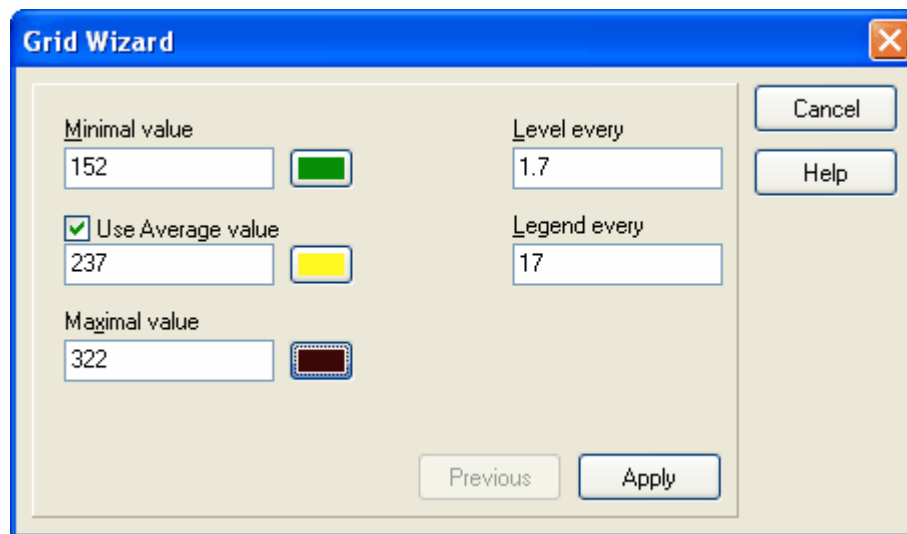 Grid Wizard
Minimal value
152
Use Average value
237
Maximal value
322
Level every
1.7
Legend every
17
Previous
Apply
Cancel
Help